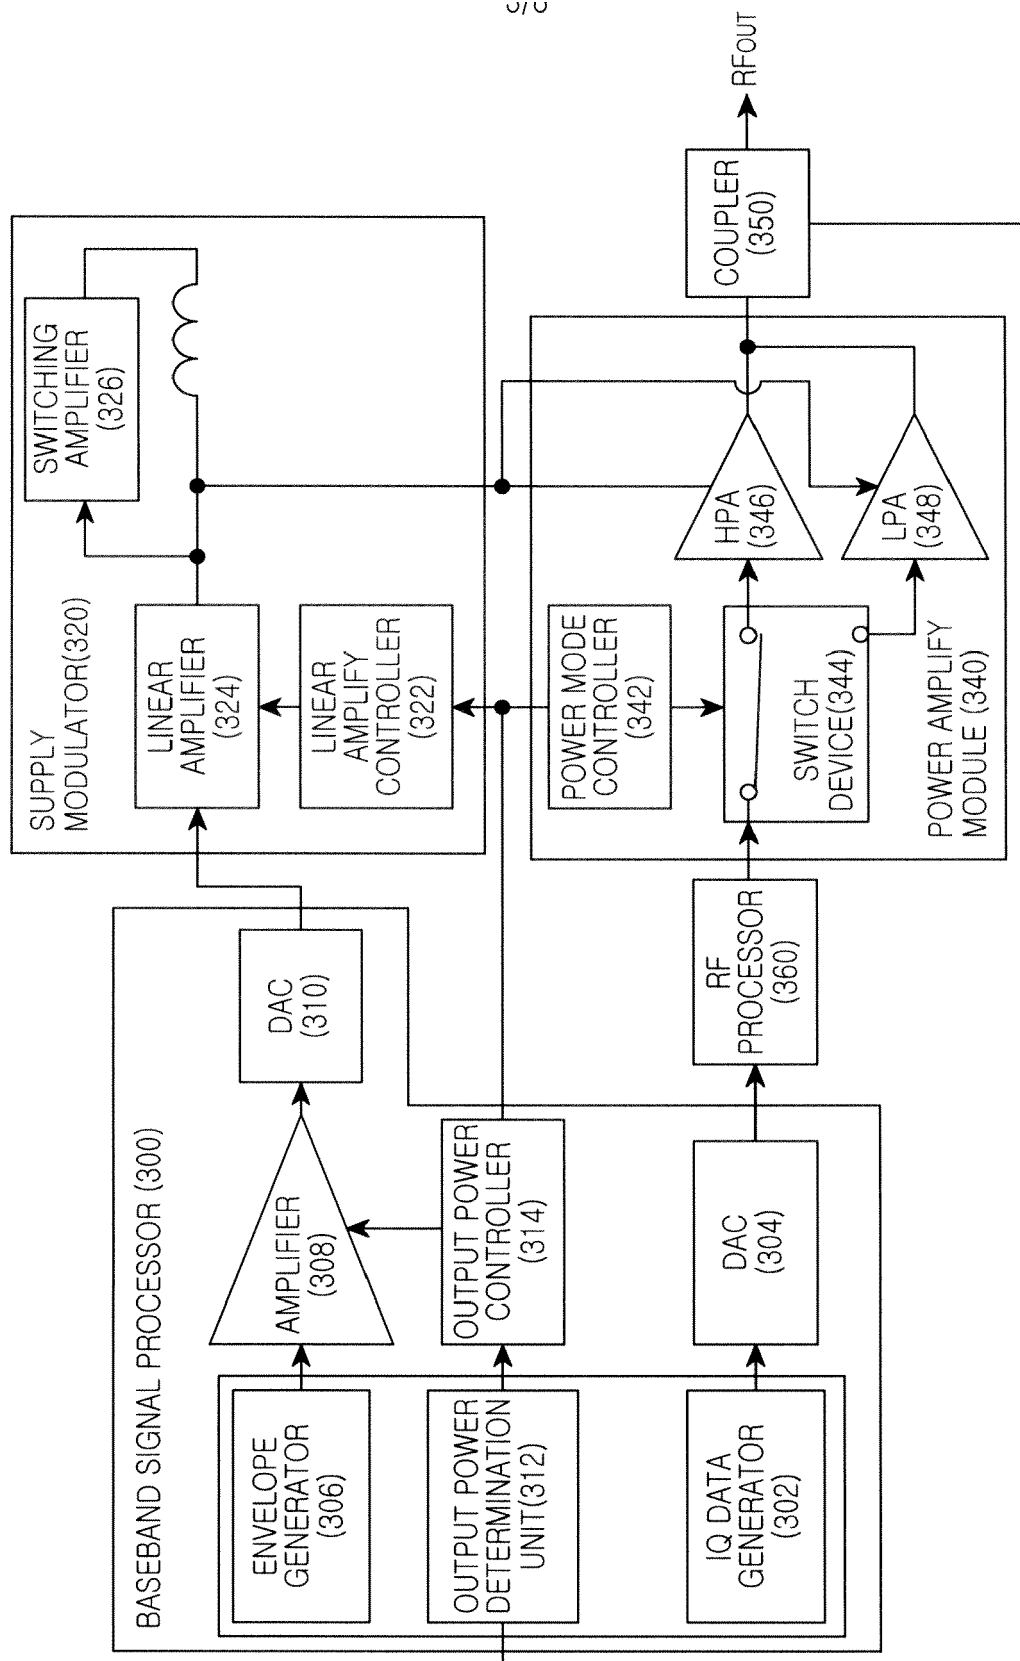 BASEBAND SIGNAL PROCESSOR (300)
ENVELOPE
GENERATOR
(306)
AMPLIFIER
(308)
DAC
(310)
OUTPUT POWER
DETERMINATION
UNIT(312)
OUTPUT POWER
CONTROLLER
(314)
IQ DATA
GENERATOR
(302)
DAC
(304)
RF
PROCESSOR
(360)
SUPPLY
MODULATOR(320)
LINEAR
AMPLIFIER
(324)
LINEAR
AMPLIFY
CONTROLLER
(322)
SWITCHING
AMPLIFIER
(326)
POWER MODE
CONTROLLER
(342)
SWITCH
DEVICE(344)
POWER AMPLIFY
MODULE (340)
HPA
(346)
LPA
(348)
COUPLER
(350)
RFOUT